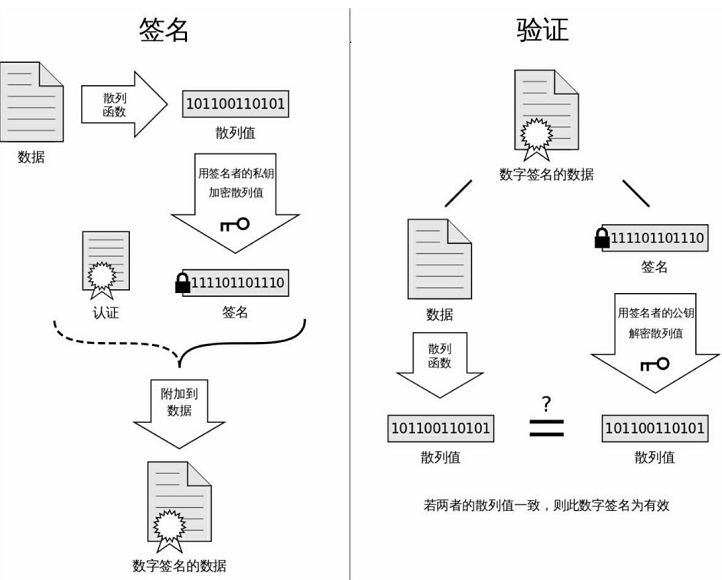 签名
散列
函数
101100110101
散列值
数据
用签名者的私钥
加密散列值
111101101110
认证
签名
附加到
数据
数字签名的数据
验证
数字签名的数据
111101101110
签名
数据
用签名者的公钥
解密散列值
散列
函数
?
101100110101
=
101100110101
散列值
散列值
若两者的散列值一致，则此数字签名为有效